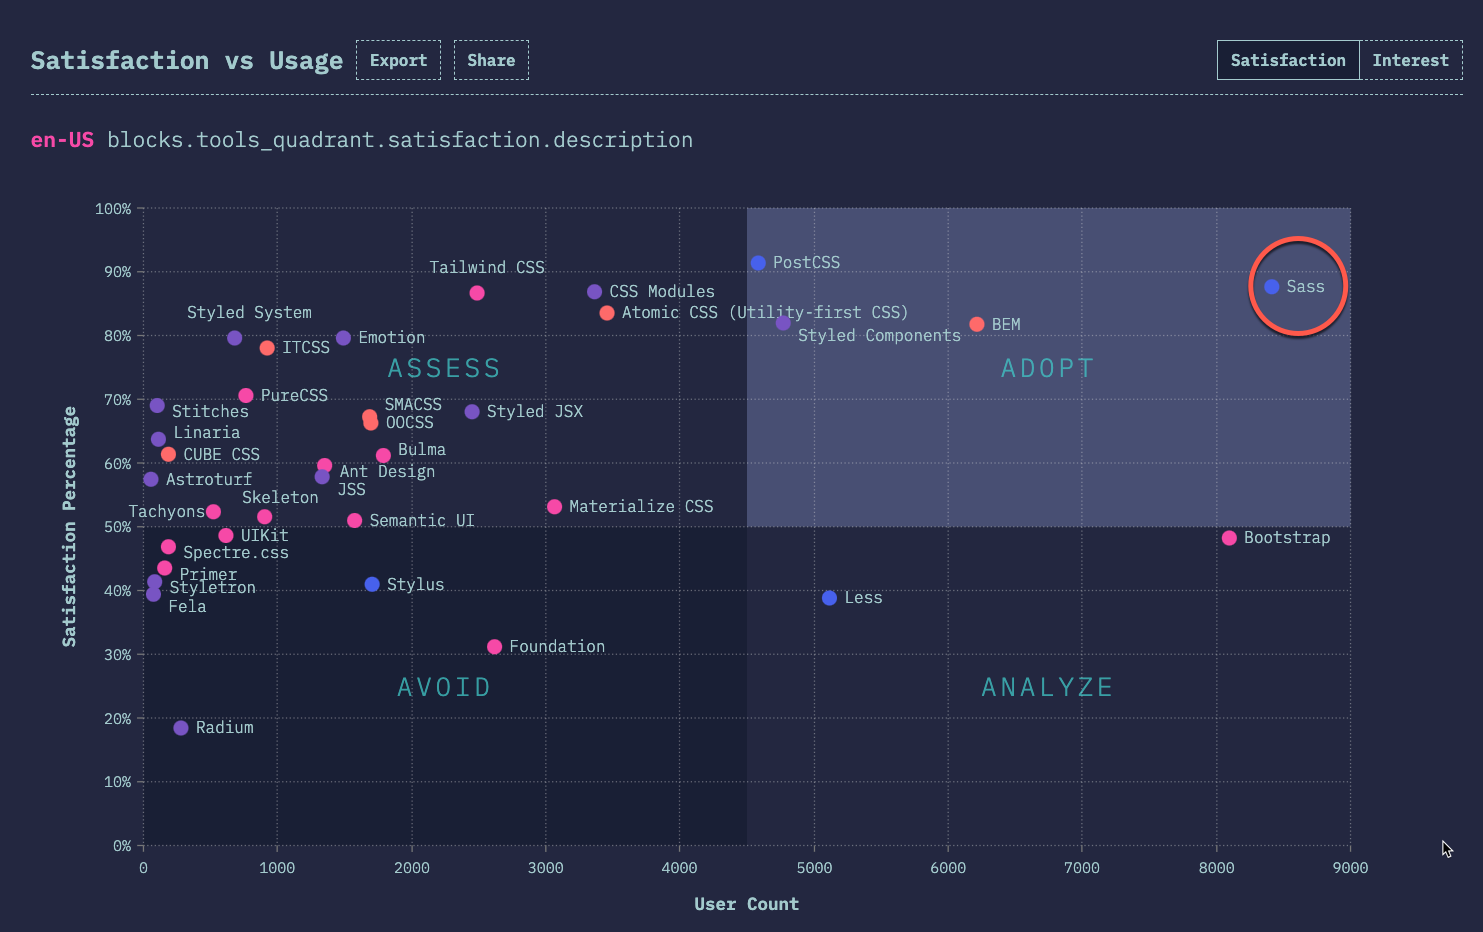 Satisfaction vs Usage
Export
Share
Satisfaction
Interest
en-US blocks.tools_quadrant.satisfaction.description
100%
90%
80%
70%
60%
50%
40%
30%
20%
10%
0%
Satisfaction Percentage
PostCSS
Tailwind CSS
Sass
CSS Modules
Styled System
Atomic CSS (Utility-first CSS)
BEM
Styled Components
Emotion
ITCSS
ASSESS
ADOPT
PureCSS
SMACSS
Stitches
Styled JSX
OOCSS
Linaria
Bulma
CUBE CSS
Ant Design
Astroturf
JSS
Skeleton
Materialize CSS
Tachyons
Semantic UI
UIKit
Bootstrap
Spectre.css
Primer
Stylus
Styletron
Less
Fela
Foundation
AVOID
ANALYZE
Radium
0
1000
2000
3000
4000
5000
6000
7000
8000
9000
User Count